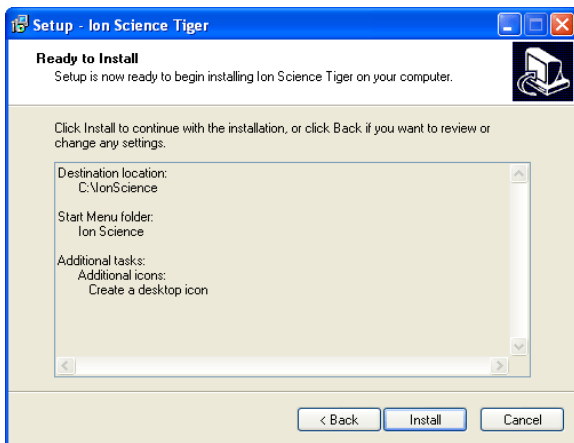 Setup - Ion Science Tiger
Ready to Install
Setup is now ready to begin installing Ion Science Tiger on your computer.
Click Install to continue with the installation, or click Back if you want to review or
change any settings.
Destination location:
C:\IonScience
Start Menu folder:
Ion Science
Additional tasks:
Additional icons:
Create a desktop icon
< Back
Install
Cancel